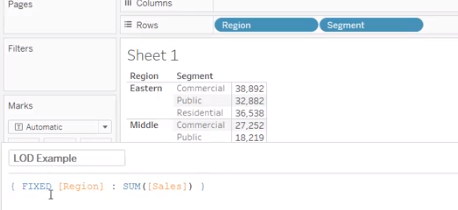 Pages
Columns
Rows Region Segment
Filters
Sheet 1
Region Segment
Eastern Commercial 38,892
Public 32,882
Residential 36,538
Marks
Middle Commercial 27,252
Automatic
Public 18,219
LOD Example
{ FIXED [Region] : SUM([Sales]) }